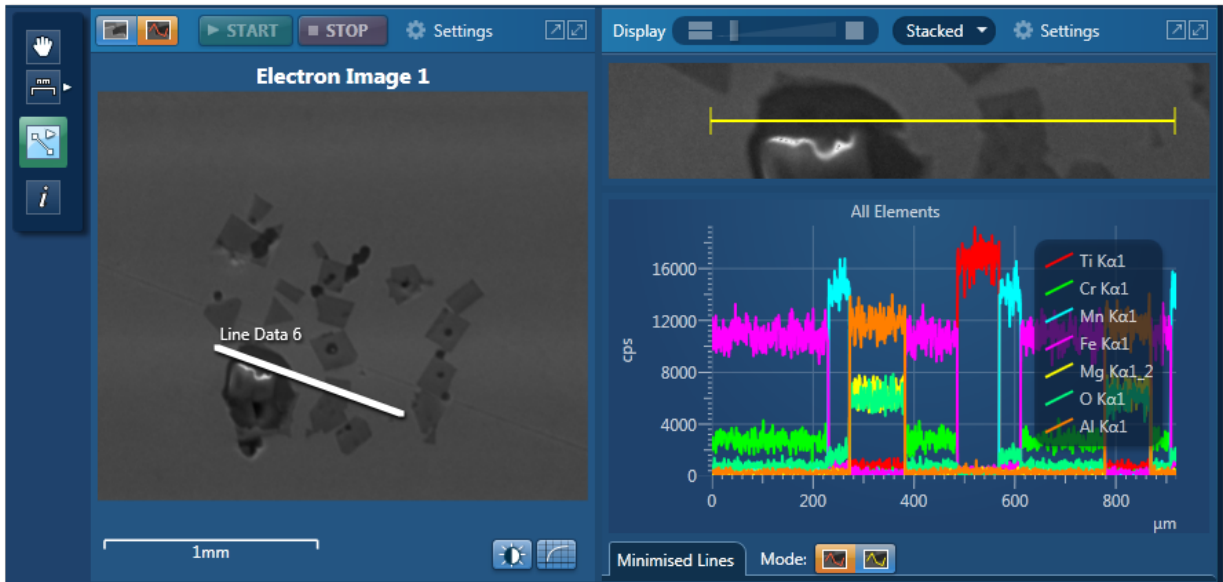 START
STOP
Settings
Electron Image 1
nm
i
Line Data 6
1mm
Display
Stacked
Settings
All Elements
cps
16000
12000
8000
4000
0
0 200 400 600 800
µm
Ti Kα1
Cr Kα1
Mn Kα1
Fe Kα1
Mg Kα1_2
O Kα1
Al Kα1
Minimised Lines
Mode: